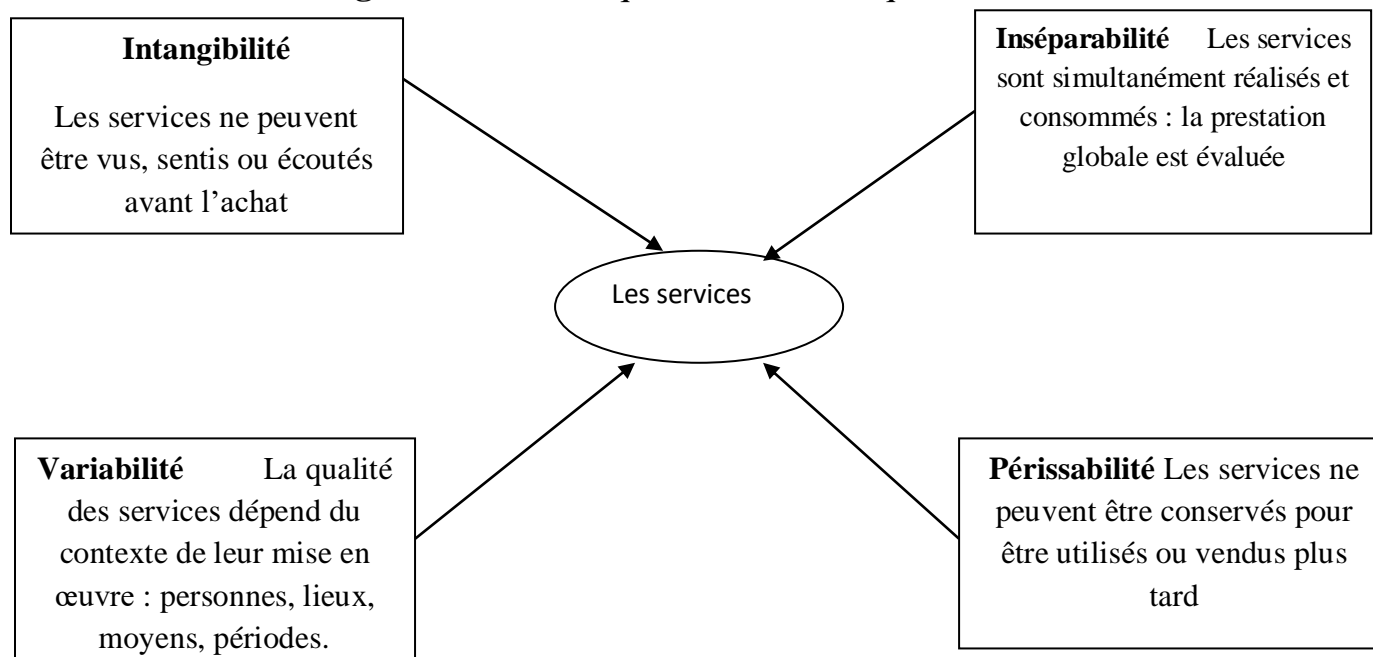 Intangibilité
Les services ne peuvent
être vus, sentis ou écoutés
avant l’achat
Inséparabilité Les services
sont simultanément réalisés et
consommés : la prestation
globale est évaluée
Les services
Variabilité La qualité
des services dépend du
contexte de leur mise en
œuvre : personnes, lieux,
moyens, périodes.
Périssabilité Les services ne
peuvent être conservés pour
être utilisés ou vendus plus
tard